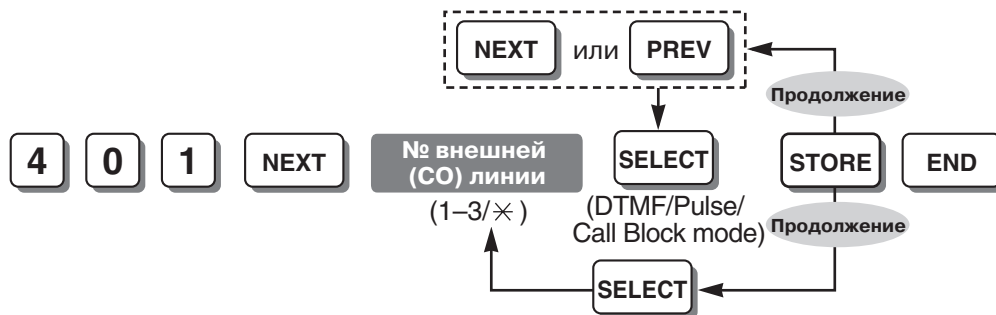 NEXT или PREV
Продолжение
4 0 1 NEXT № внешней (CO) линии SELECT STORE END
(1–3/✳)
(DTMF/Pulse/
Call Block mode)
Продолжение
SELECT